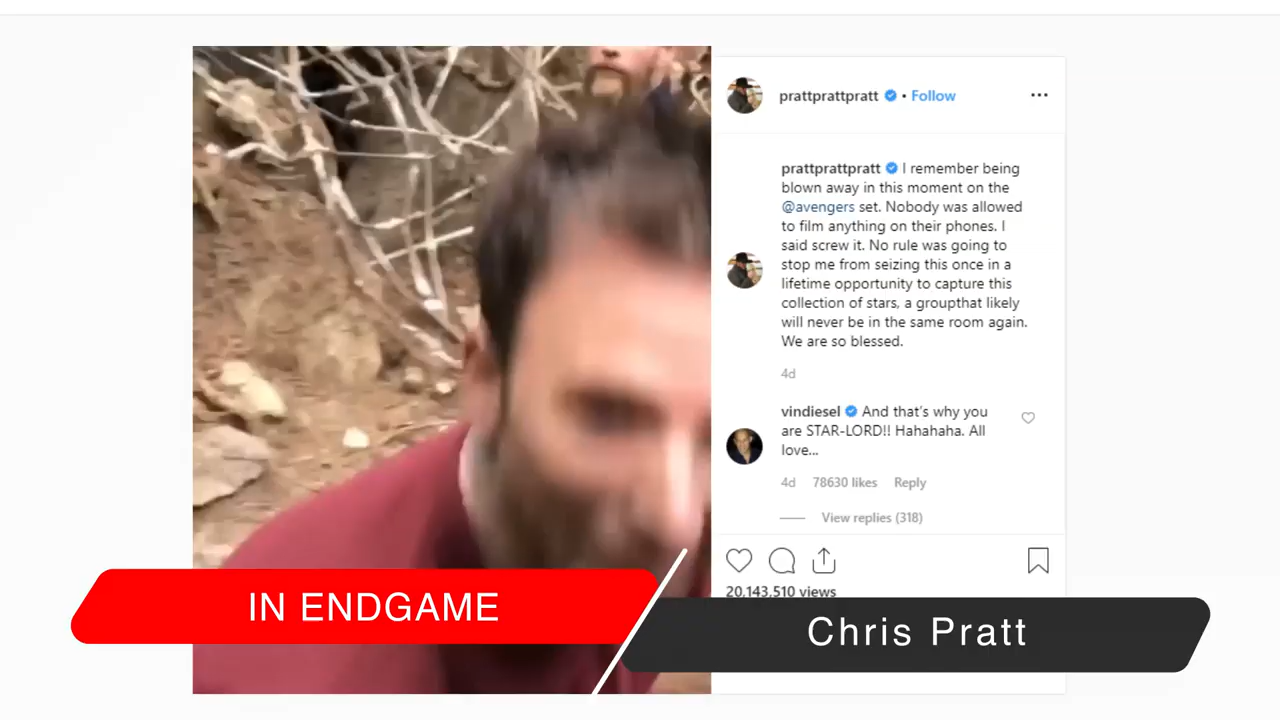 prattprattpratt • Follow
prattprattpratt I remember being
blown away in this moment on the
@avengers set. Nobody was allowed
to film anything on their phones. I
said screw it. No rule was going to
stop me from seizing this once in a
lifetime opportunity to capture this
collection of stars, a groupthat likely
will never be in the same room again.
We are so blessed.
4d
vindiesel And that's why you
are STAR-LORD!! Hahahaha. All
love...
4d 78630 likes Reply
View replies (318)
20,143,510 views
IN ENDGAME
Chris Pratt